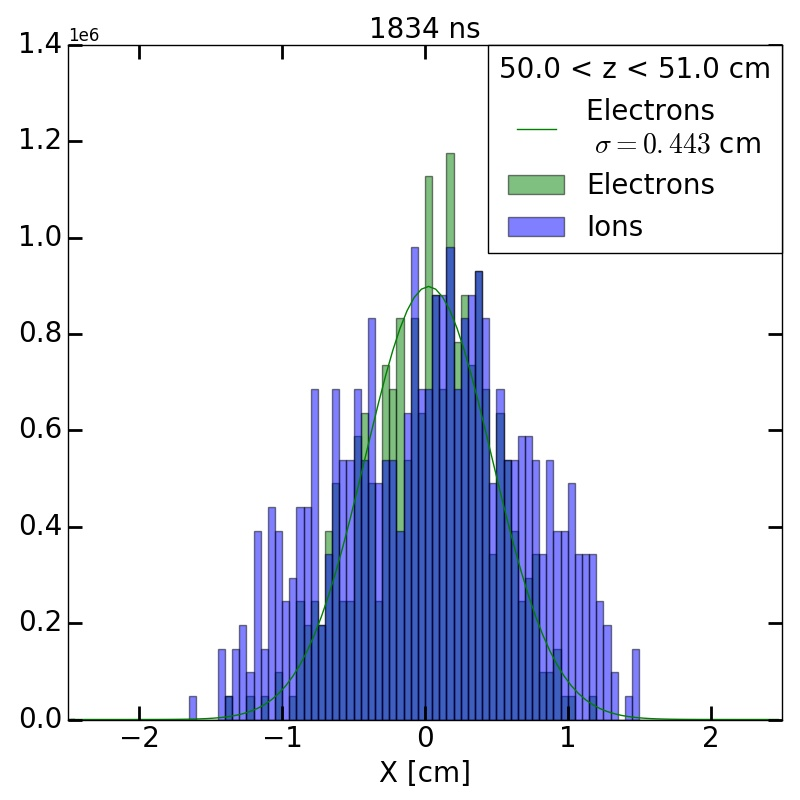 1834 ns
1e6
50.0 < z < 51.0 cm
Electrons
σ = 0.443 cm
Electrons
Ions
1.4
1.2
1.0
0.8
0.6
0.4
0.2
0.0
−2 −1 0 1 2
X [cm]